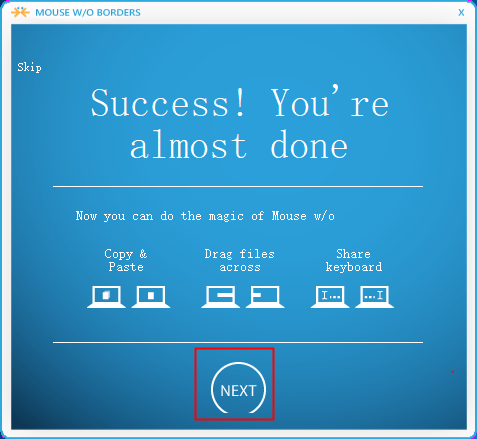 MOUSE W/O BORDERS
X
Skip
Success! You're
almost done
Now you can do the magic of Mouse w/o
Copy &
Paste
Drag files
across
Share
keyboard
NEXT